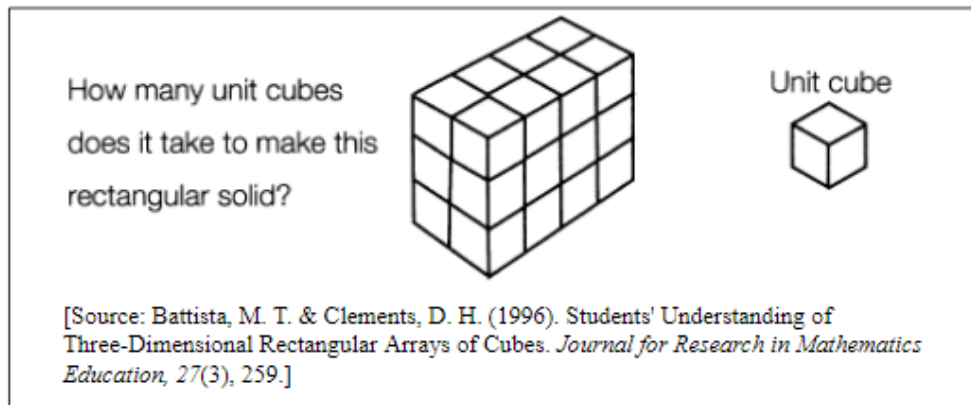 How many unit cubes
does it take to make this
rectangular solid?
Unit cube
[Source: Battista, M. T. & Clements, D. H. (1996). Students' Understanding of
Three-Dimensional Rectangular Arrays of Cubes. Journal for Research in Mathematics
Education, 27(3), 259.]